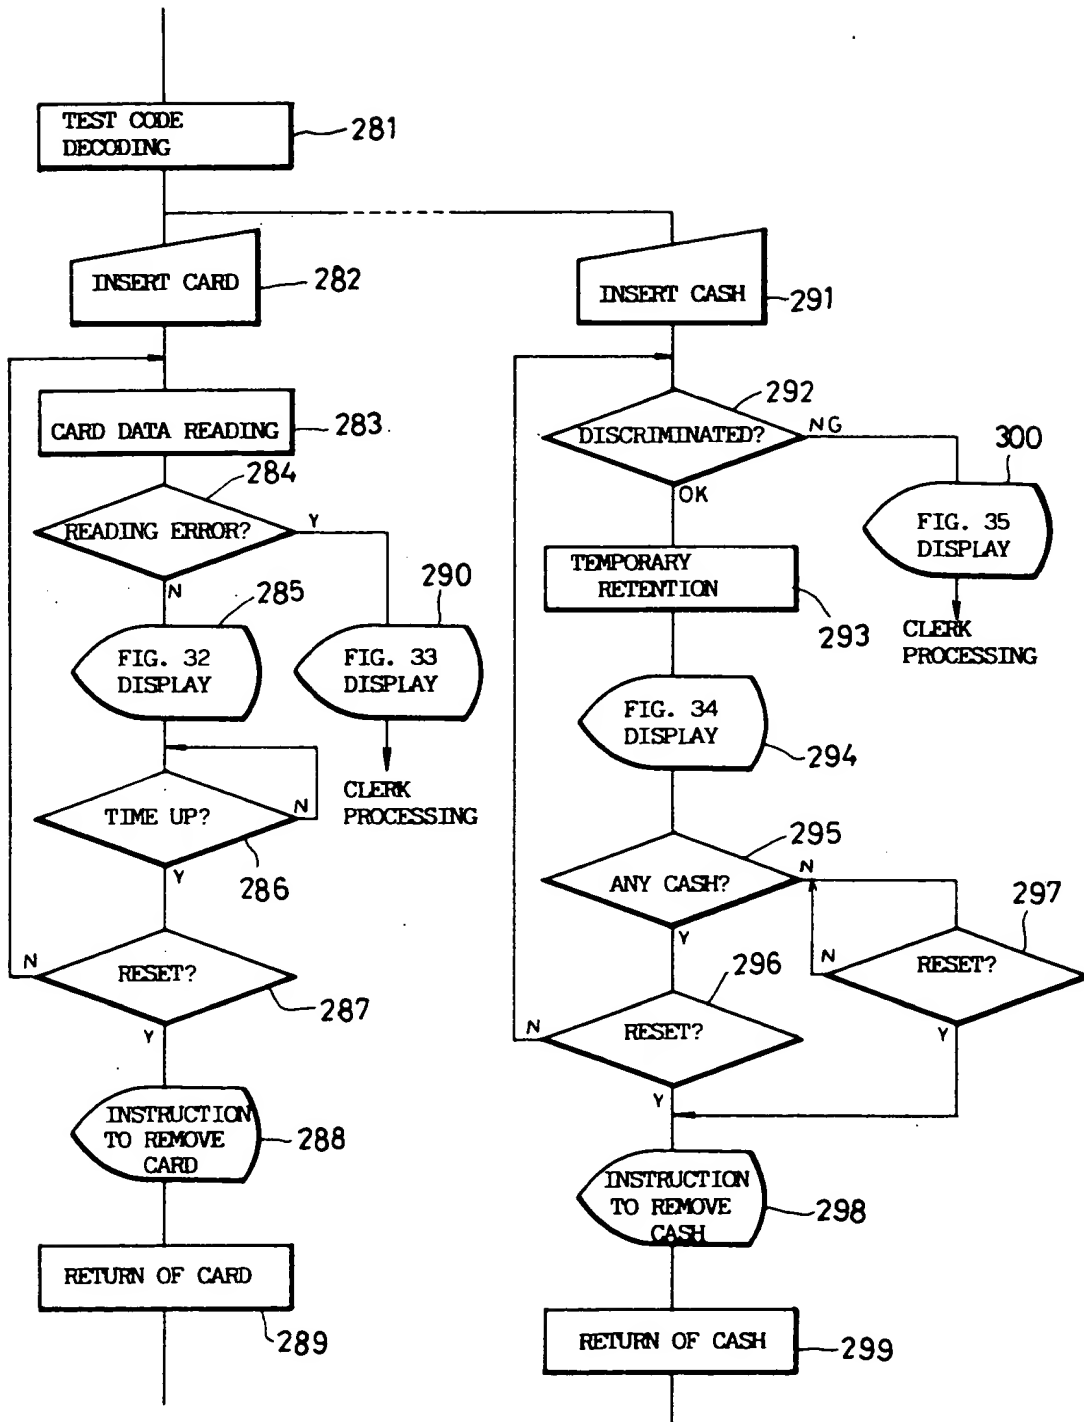 TEST CODE
DECODING
281
INSERT CARD
282
CARD DATA READING
283
284
READING ERROR?
Y
N
285
290
FIG. 32
DISPLAY
FIG. 33
DISPLAY
CLERK
PROCESSING
TIME UP?
N
286
Y
RESET?
N
287
Y
INSTRUCTION
TO REMOVE
CARD
288
RETURN OF CARD
289
INSERT CASH
291
292
DISCRIMINATED?
NG
OK
300
FIG. 35
DISPLAY
CLERK
PROCESSING
TEMPORARY
RETENTION
293
FIG. 34
DISPLAY
294
295
ANY CASH?
N
Y
297
RESET?
N
Y
296
RESET?
N
Y
INSTRUCTION
TO REMOVE
CASH
298
RETURN OF CASH
299